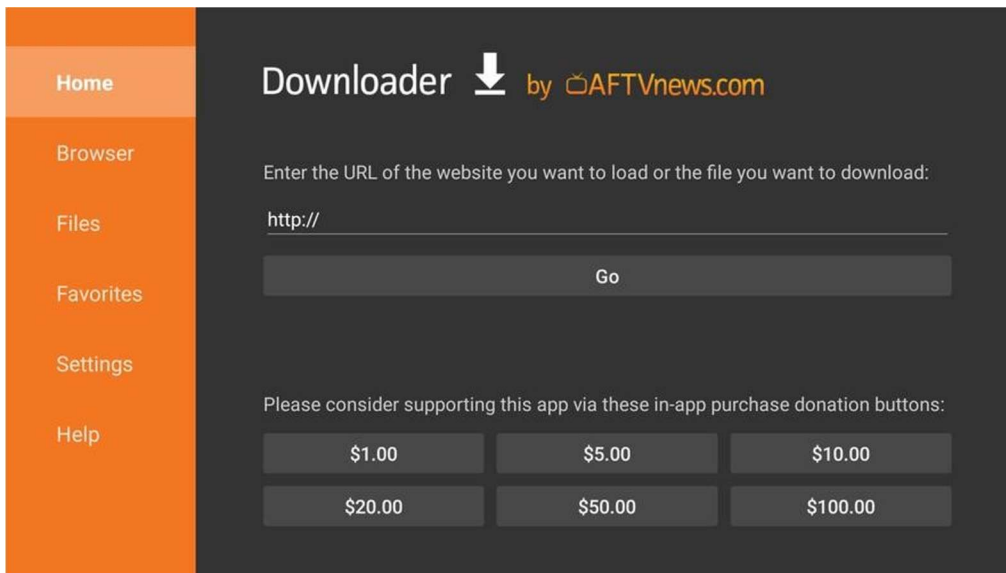 Home
Browser
Files
Favorites
Settings
Help
Downloader by AFTVnews.com
Enter the URL of the website you want to load or the file you want to download:
http://
Go
Please consider supporting this app via these in-app purchase donation buttons:
$1.00 $5.00 $10.00
$20.00 $50.00 $100.00